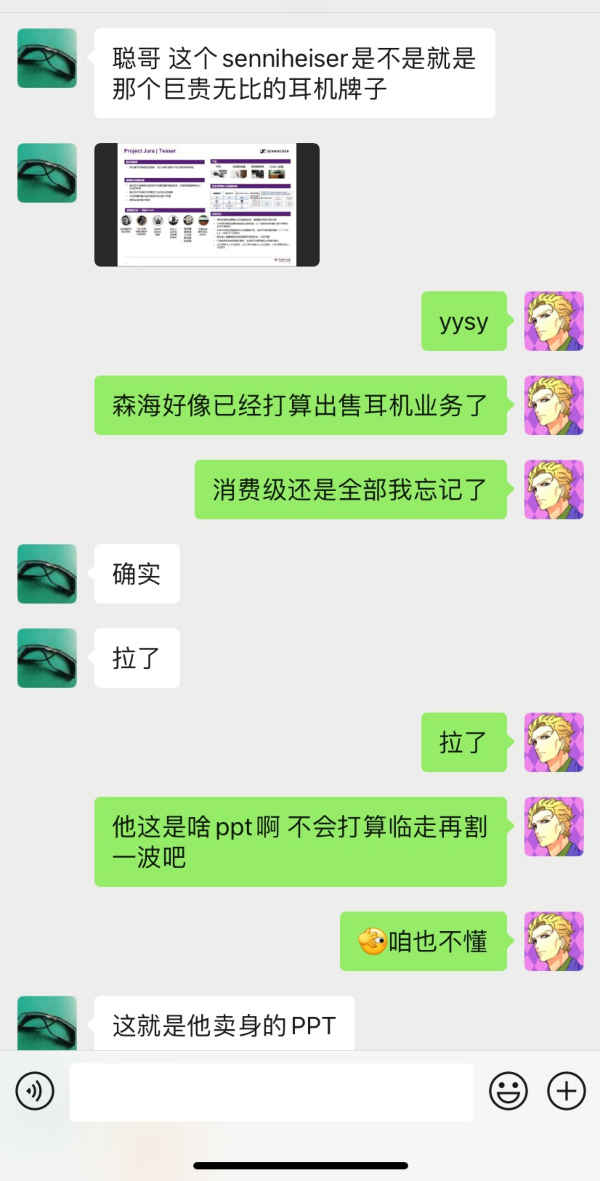 聪哥 这个senniheiser是不是就是
那个巨贵无比的耳机牌子
Project Jura | Teaser
SENNHEISER
yysy
森海好像已经打算出售耳机业务了
消费级还是全部我忘记了
确实
拉了
拉了
他这是啥ppt啊 不会打算临走再割
一波吧
咱也不懂
这就是他卖身的PPT